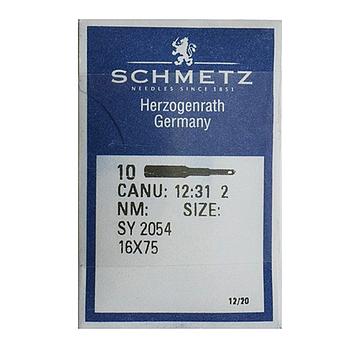 SCHMETZ
NEEDLES SINCE 1851
Herzogenrath
Germany
10
CANU: 12:31 2
NM: SIZE:
SY 2054
16X75
12/20